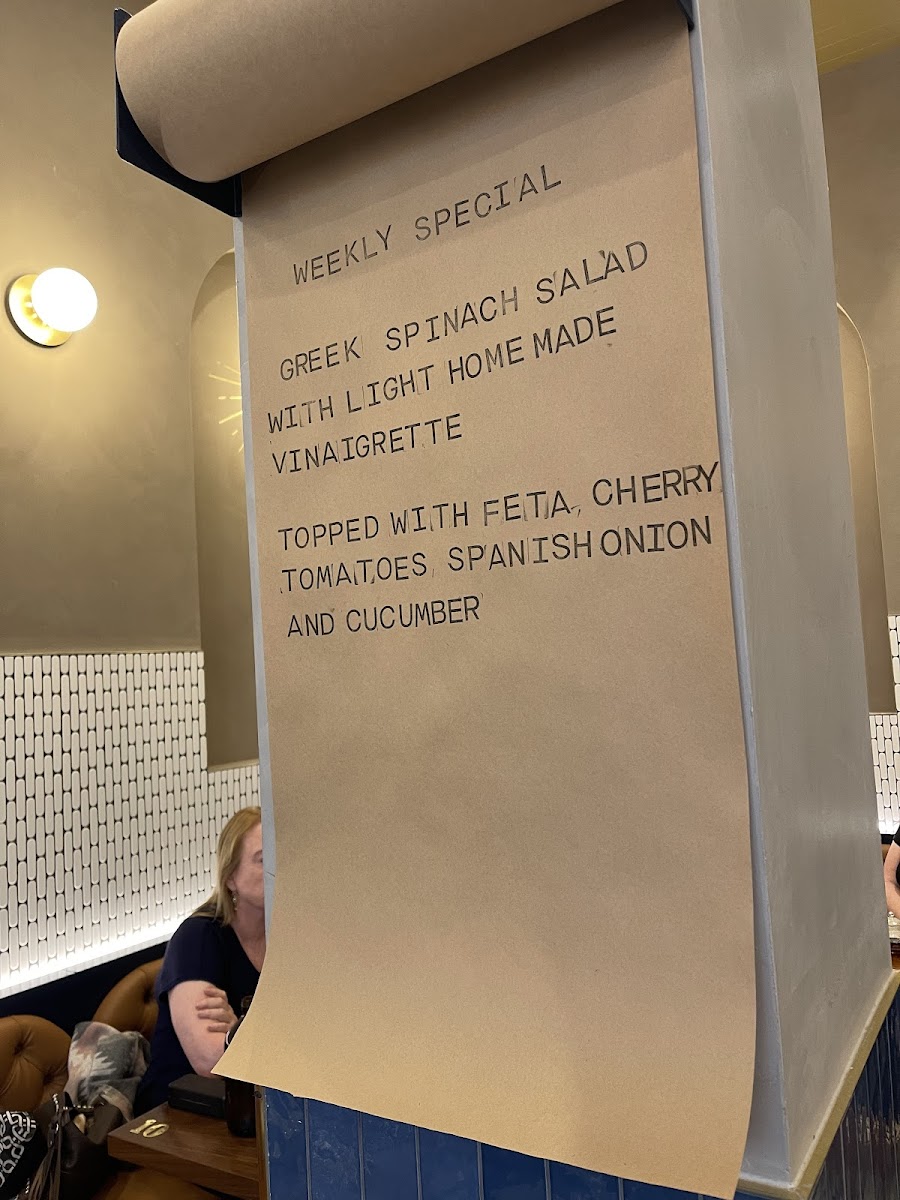 WEEKLY SPECIAL
GREEK SPINACH SALAD
WITH LIGHT HOME MADE
VINAIGRETTE
TOPPED WITH FETA, CHERRY
TOMATOES, SPANISH ONION
AND CUCUMBER
10